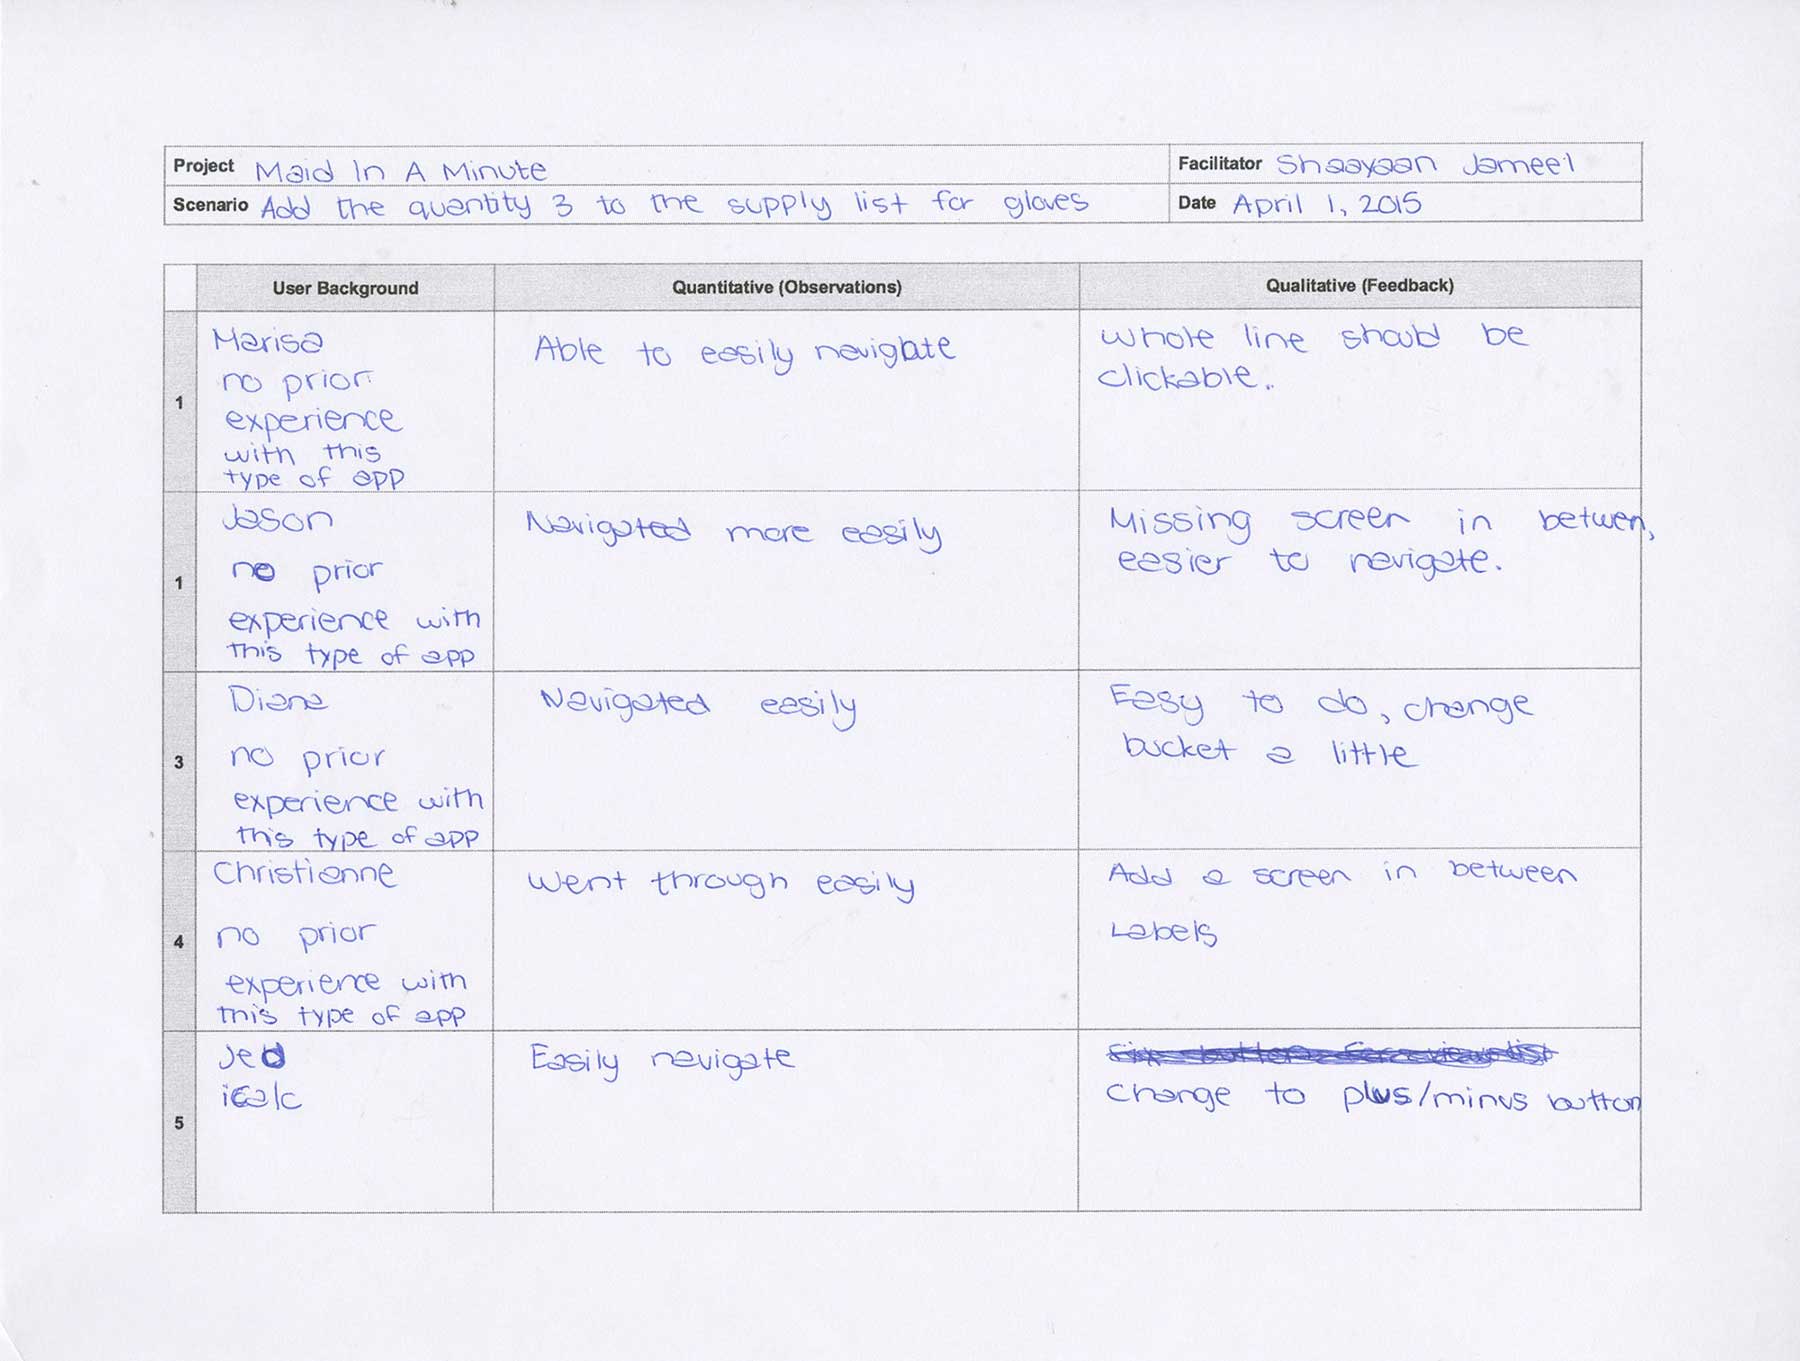 Project Maid In A Minute
Facilitator Shaayaan Jameel
Scenario Add the quantity 3 to the supply list for gloves
Date April 1, 2015
User Background
Quantitative (Observations)
Qualitative (Feedback)
1
Marisa
no prior
experience
with this
type of app
Able to easily navigate
Whole line should be
clickable.
1
Jason
no prior
experience with
this type of app
Navigated more easily
Missing screen in betwen,
easier to navigate.
3
Diana
no prior
experience with
this type of app
Navigated easily
Easy to do, change
bucket a little
4
Christianne
no prior
experience with
this type of app
Went through easily
Add a screen in between
Labels
5
Jed
iCalc
Easily navigate
Change to plus/minus button